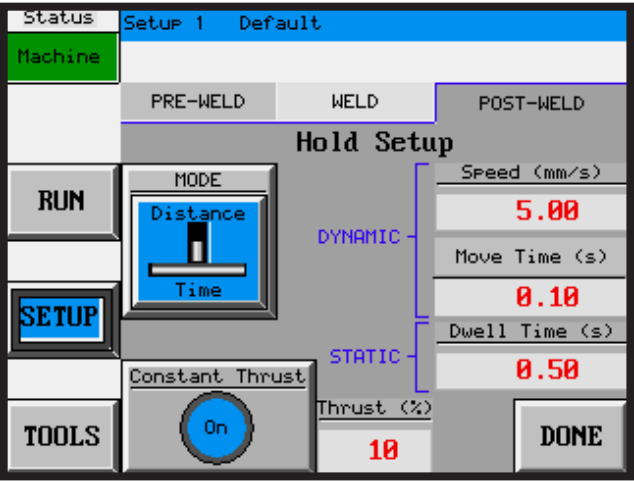 Status
Setup 1 Default
Machine
PRE-WELD
WELD
POST-WELD
Hold Setup
RUN
MODE
Distance
Time
DYNAMIC
Speed (mm/s)
5.00
Move Time (s)
0.10
SETUP
STATIC
Dwell Time (s)
0.50
Constant Thrust
On
Thrust (%)
10
TOOLS
DONE